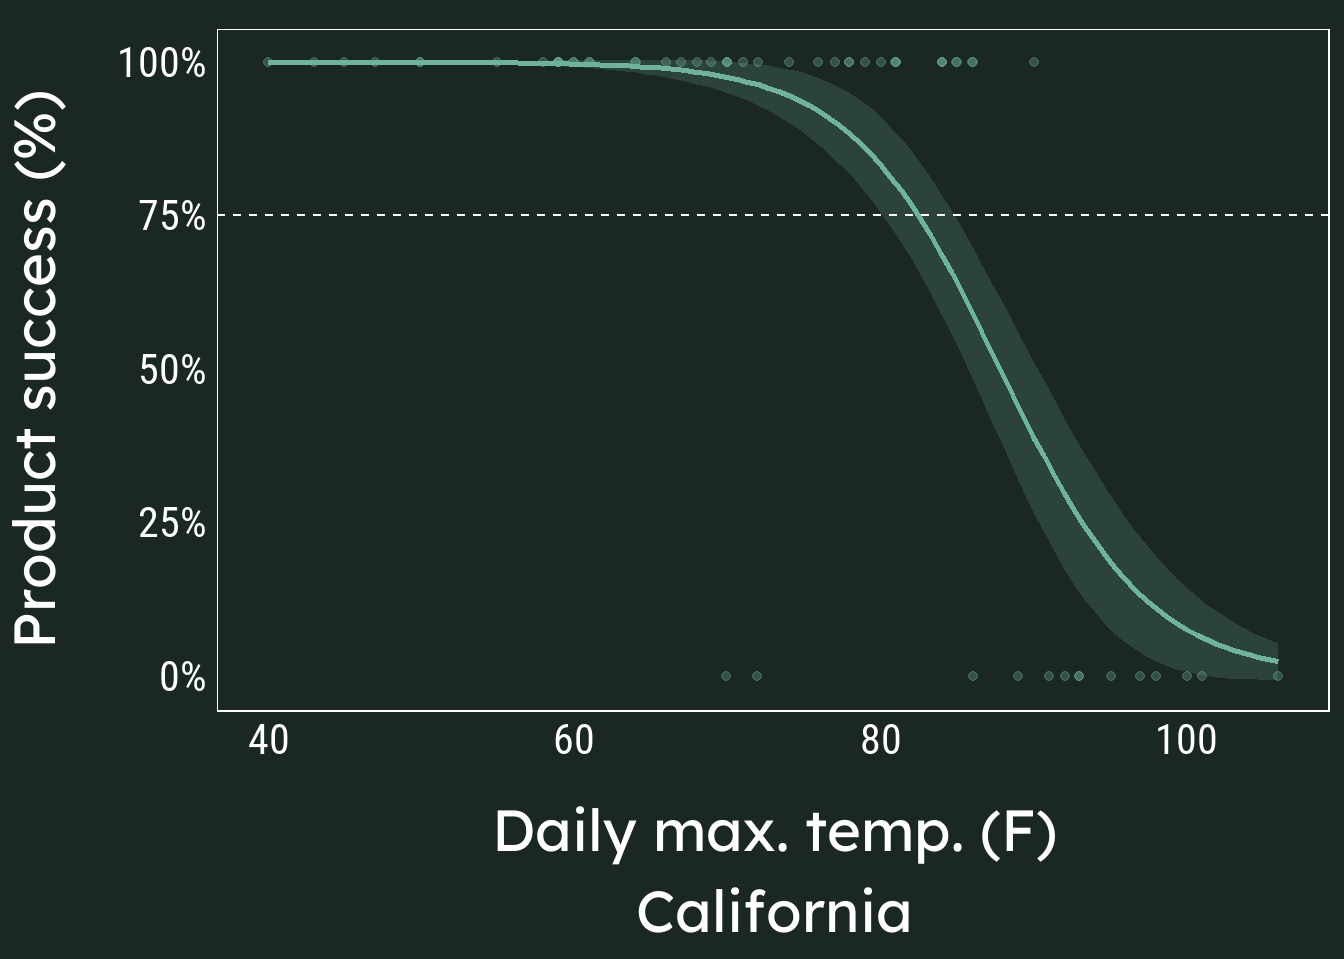 Product success (%)
100%
75%
50%
25%
0%
40 60 80 100
Daily max. temp. (F)
California